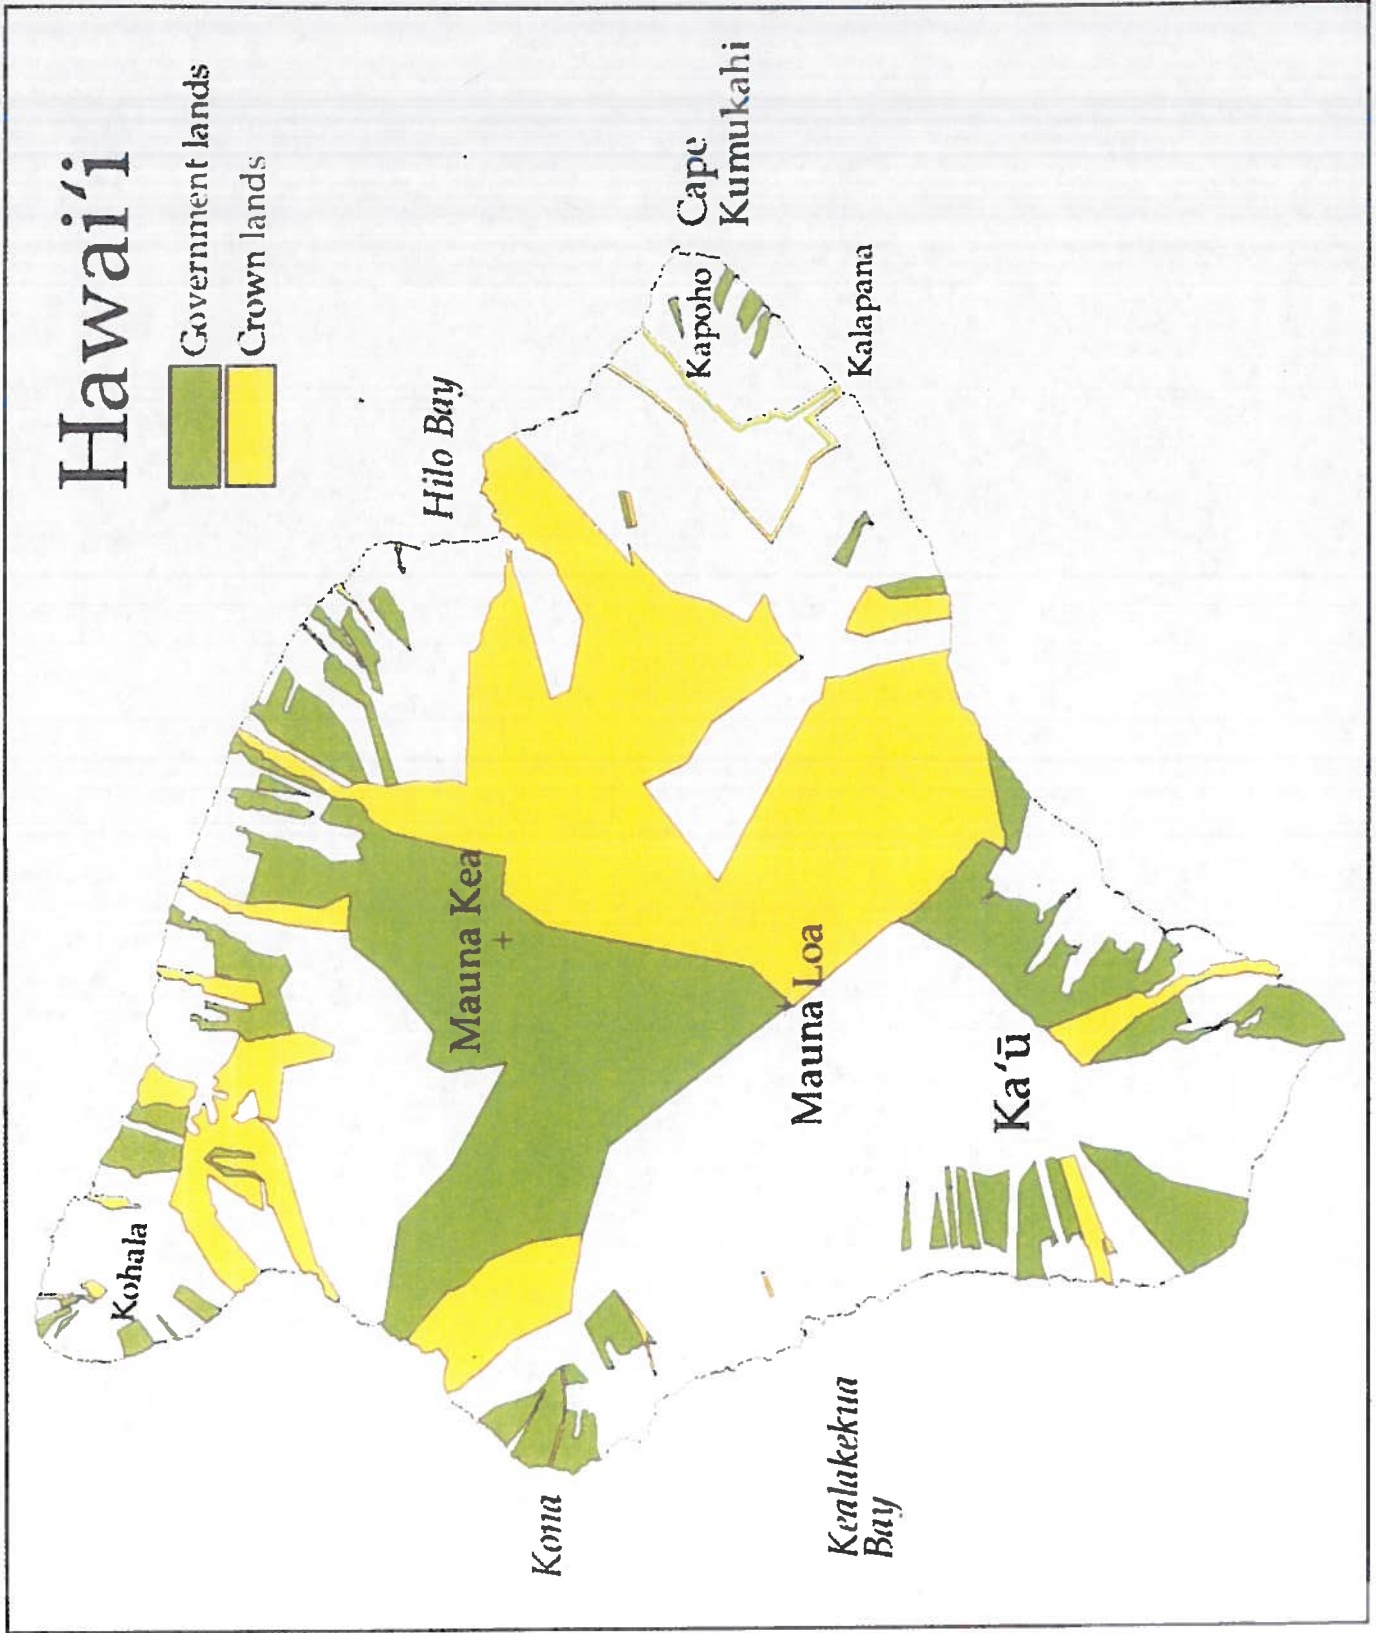 Hawai‘i
Government lands
Crown lands
Hilo Bay
Cape
Kumukahi
Kapoho
Kalapana
Mauna Kea
Mauna Loa
Kaʻū
Kohala
Kona
Kealakekua
Bay